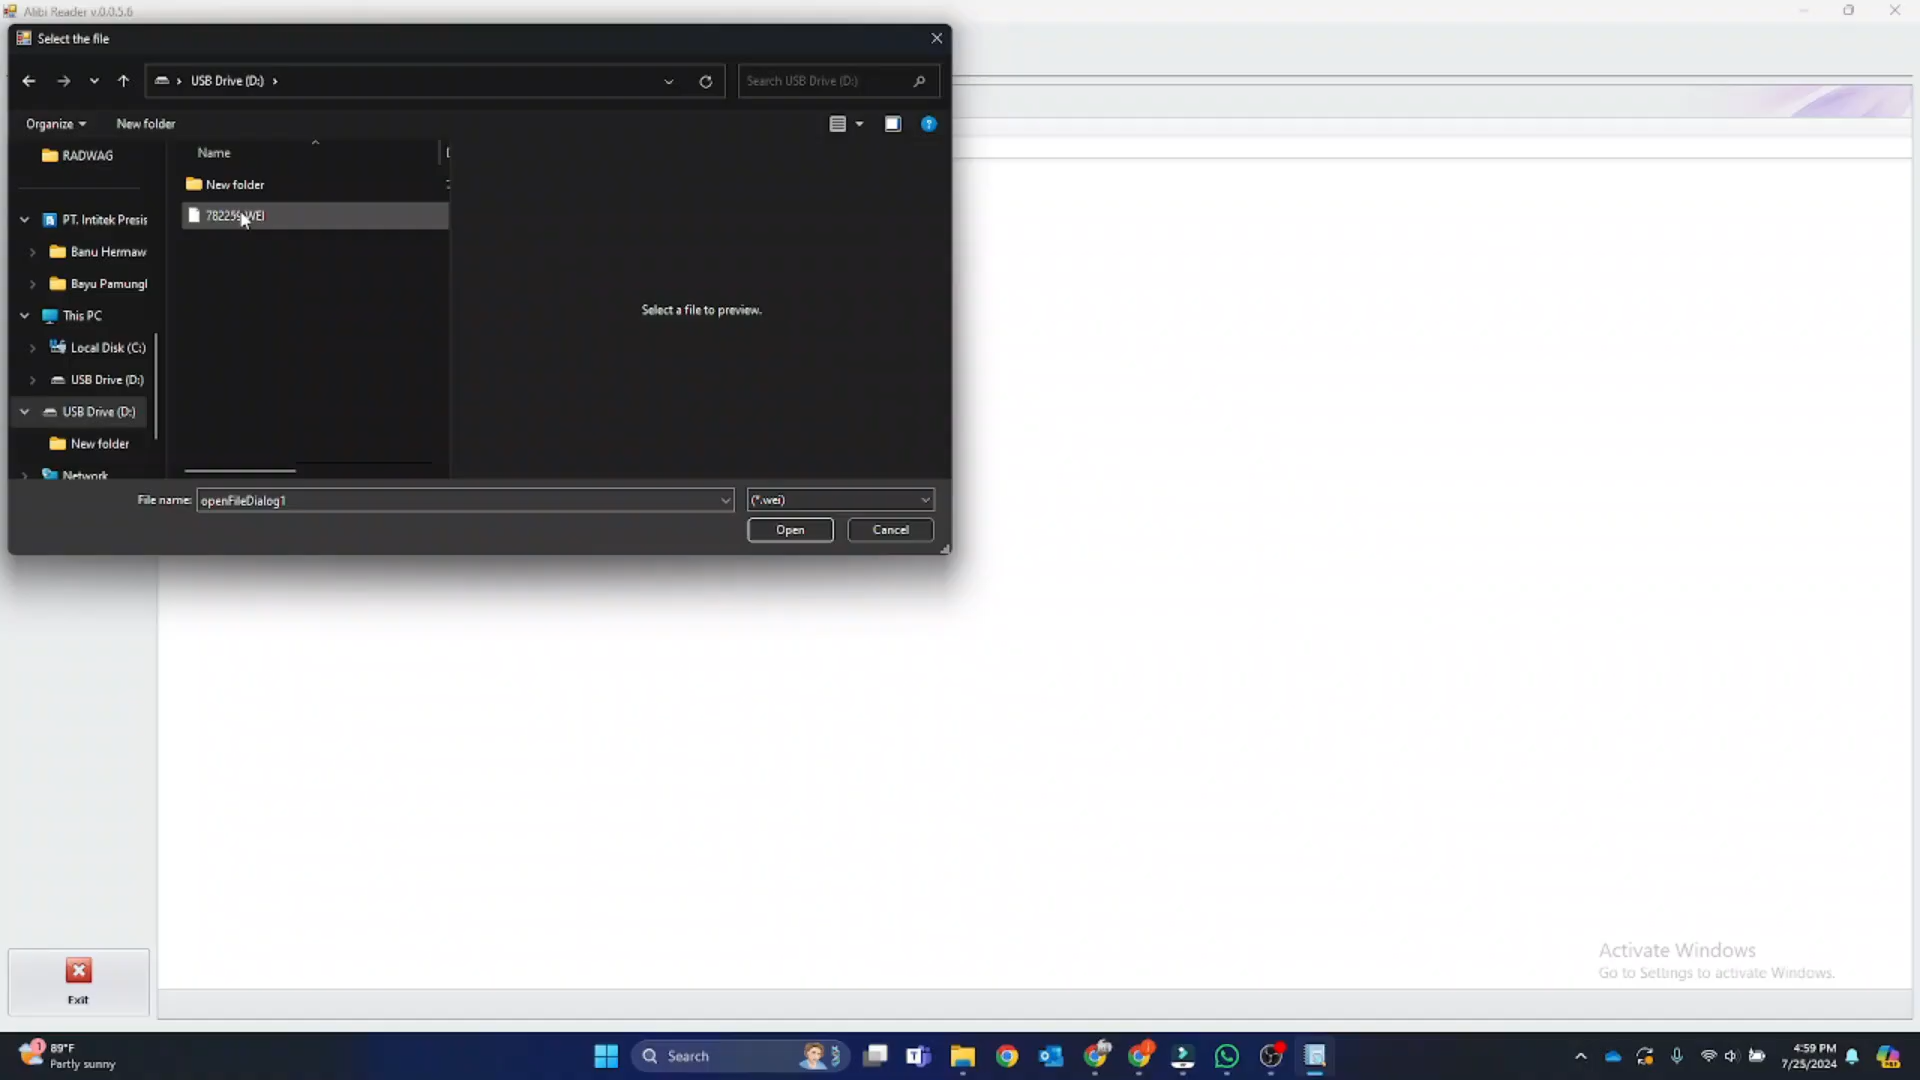 Alibi Reader v.0.0.5.6
Select the file
USB Drive (D:)
Search USB Drive (D:)
Organize
New folder
RADWAG
PT. Intitek Presis
Banu Hermaw
Bayu Pamungl
This PC
Local Disk (C:)
USB Drive (D:)
USB Drive (D:)
New folder
Network
Name
New folder
782259.WEI
Select a file to preview.
File name:
openFileDialog1
(*.wei)
Open
Cancel
Exit
Activate Windows
Go to Settings to activate Windows.
89°F
Partly sunny
Search
4:59 PM
7/25/2024